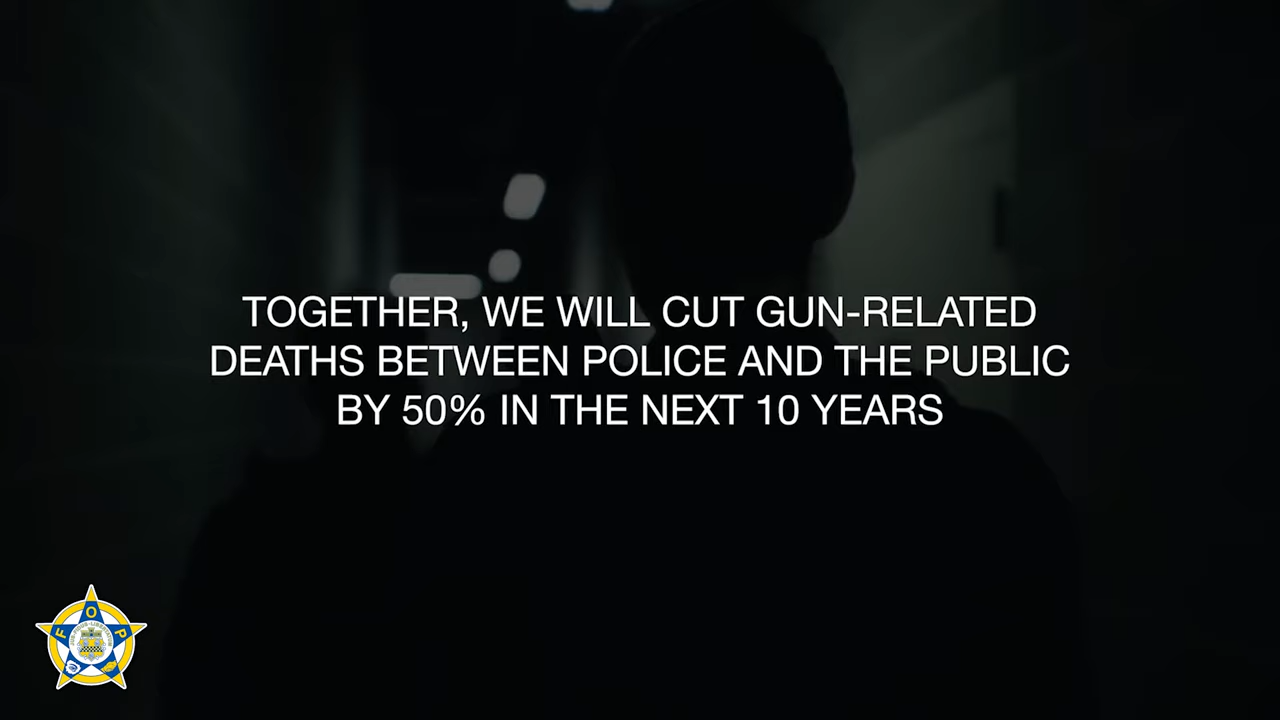 TOGETHER, WE WILL CUT GUN-RELATED
DEATHS BETWEEN POLICE AND THE PUBLIC
BY 50% IN THE NEXT 10 YEARS
F O P